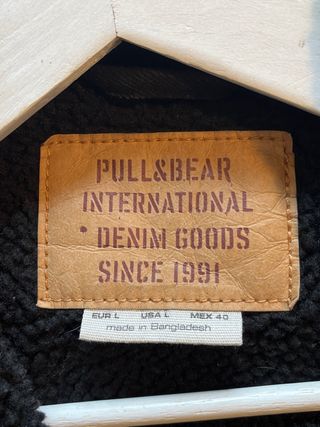 PULL&BEAR
INTERNATIONAL
* DENIM GOODS
SINCE 1991
EUR L USA L MEX 40
made in Bangladesh